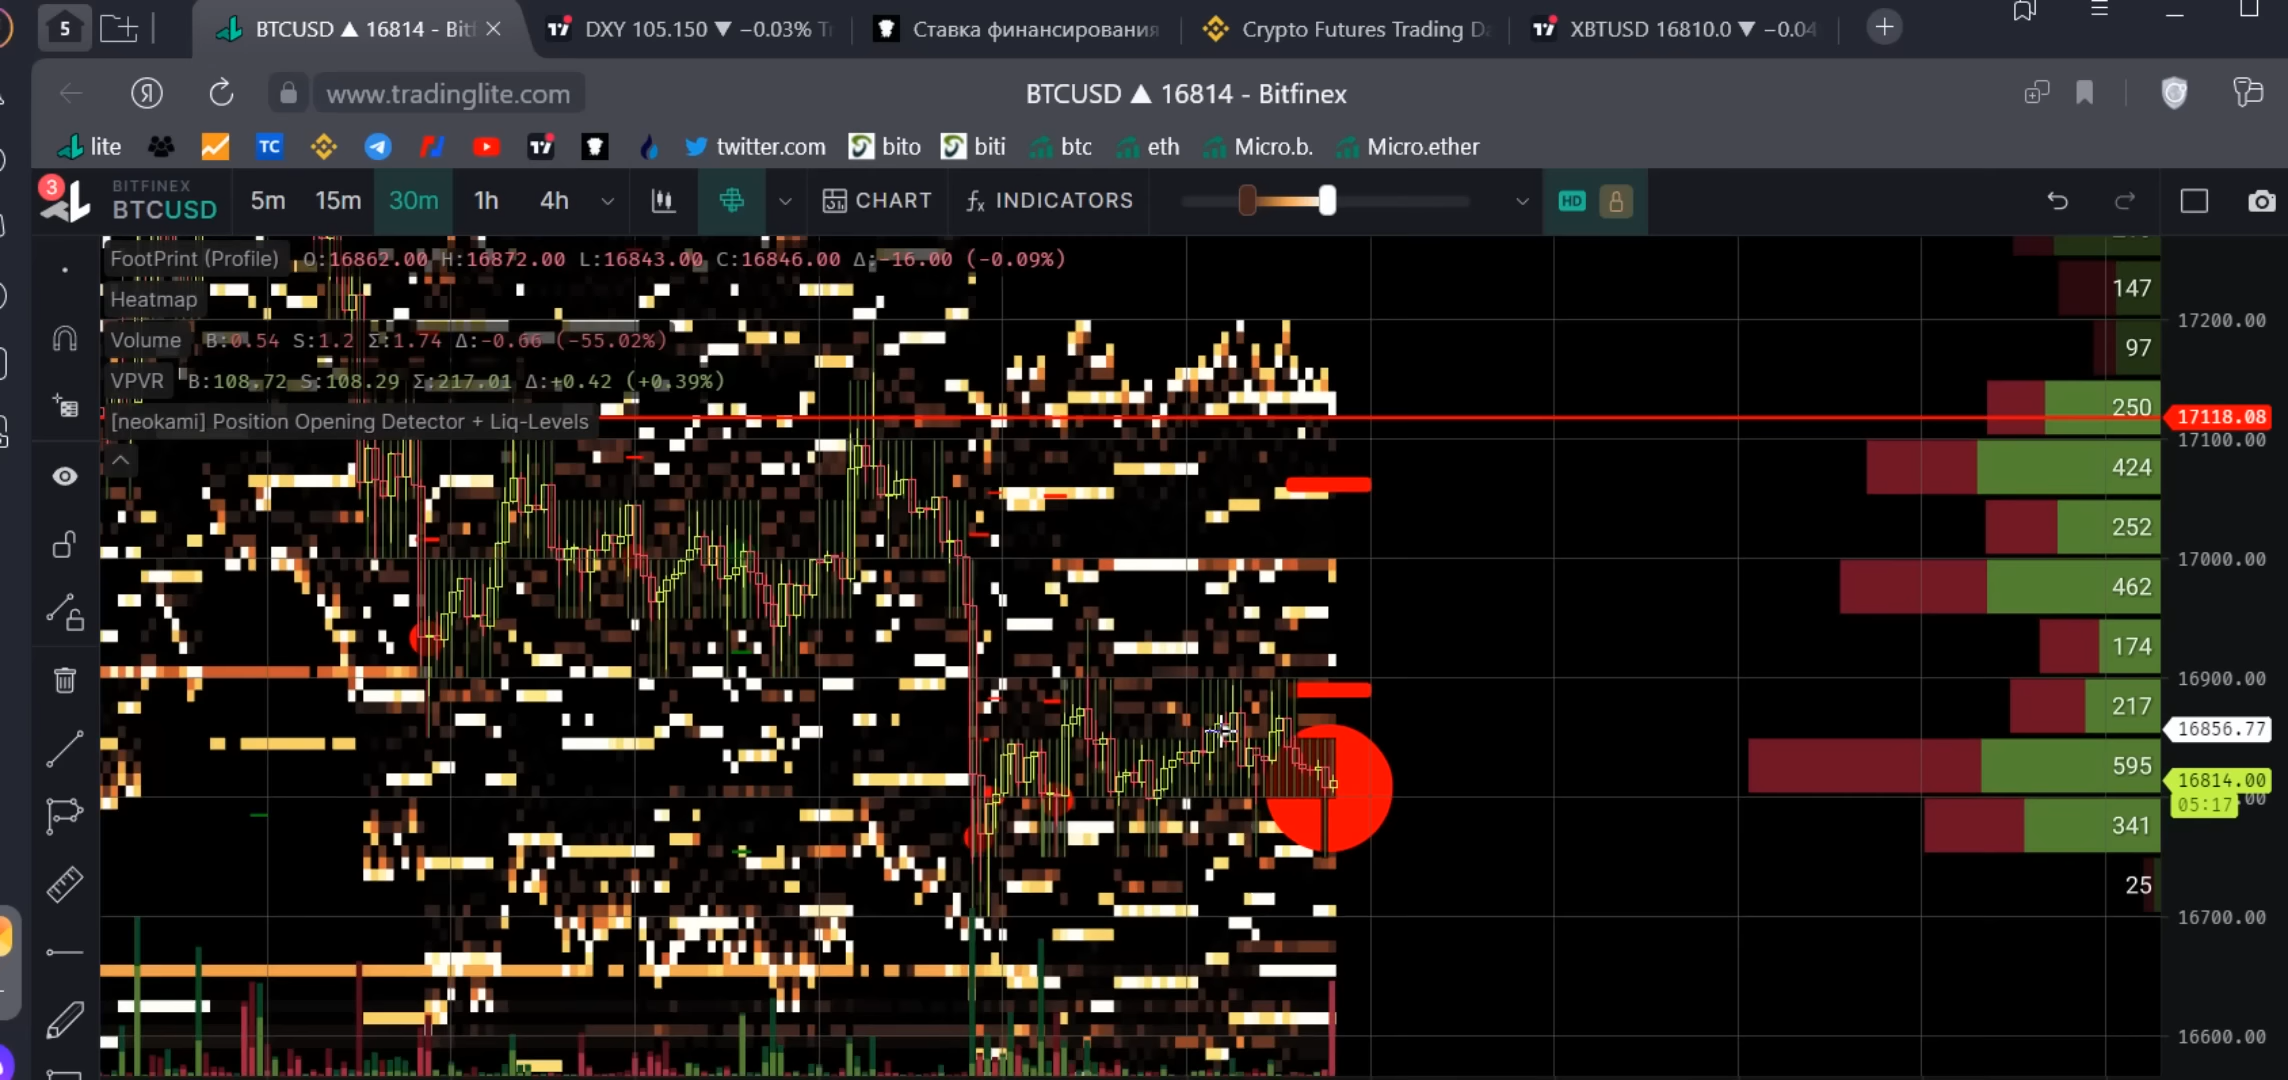 5
BTCUSD ▲ 16814 - Bit
DXY 105.150 ▼ −0.03% Tr
Ставка финансирования
Crypto Futures Trading Da
XBTUSD 16810.0 ▼ −0.04
www.tradinglite.com
BTCUSD ▲ 16814 - Bitfinex
lite
TC
twitter.com
bito
biti
btc
eth
Micro.b.
Micro.ether
3
BITFINEX
BTCUSD
5m
15m
30m
1h
4h
CHART
fx INDICATORS
HD
FootPrint (Profile) O:16862.00 H:16872.00 L:16843.00 C:16846.00 Δ:-16.00 (-0.09%)
Heatmap
Volume B:0.54 S:1.2 Σ:1.74 Δ:-0.66 (-55.02%)
VPVR B:108.72 S:108.29 Σ:217.01 Δ:+0.42 (+0.39%)
[neokami] Position Opening Detector + Liq-Levels
147
97
250
424
252
462
174
217
595
341
25
17200.00
17118.08
17100.00
17000.00
16900.00
16856.77
16814.00
05:17
16700.00
16600.00